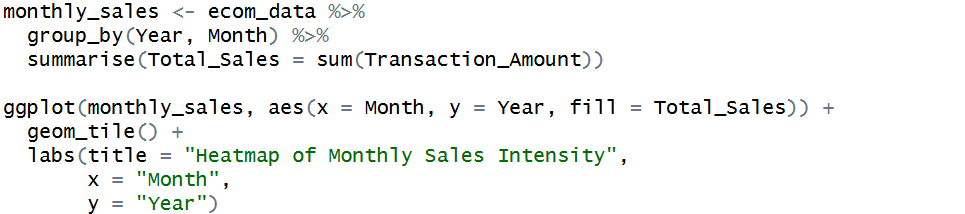 monthly_sales <- ecom_data %>%
  group_by(Year, Month) %>%
  summarise(Total_Sales = sum(Transaction_Amount))

ggplot(monthly_sales, aes(x = Month, y = Year, fill = Total_Sales)) +
  geom_tile() +
  labs(title = "Heatmap of Monthly Sales Intensity",
       x = "Month",
       y = "Year")